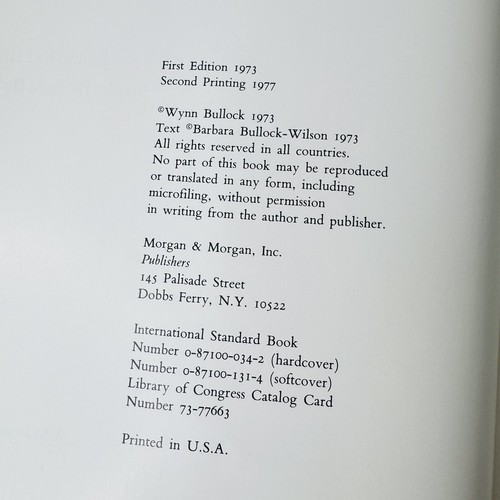 First Edition 1973
Second Printing 1977
©Wynn Bullock 1973
Text ©Barbara Bullock-Wilson 1973
All rights reserved in all countries.
No part of this book may be reproduced
or translated in any form, including
microfiling, without permission
in writing from the author and publisher.
Morgan & Morgan, Inc.
Publishers
145 Palisade Street
Dobbs Ferry, N.Y. 10522
International Standard Book
Number 0-87100-034-2 (hardcover)
Number 0-87100-131-4 (softcover)
Library of Congress Catalog Card
Number 73-77663
Printed in U.S.A.